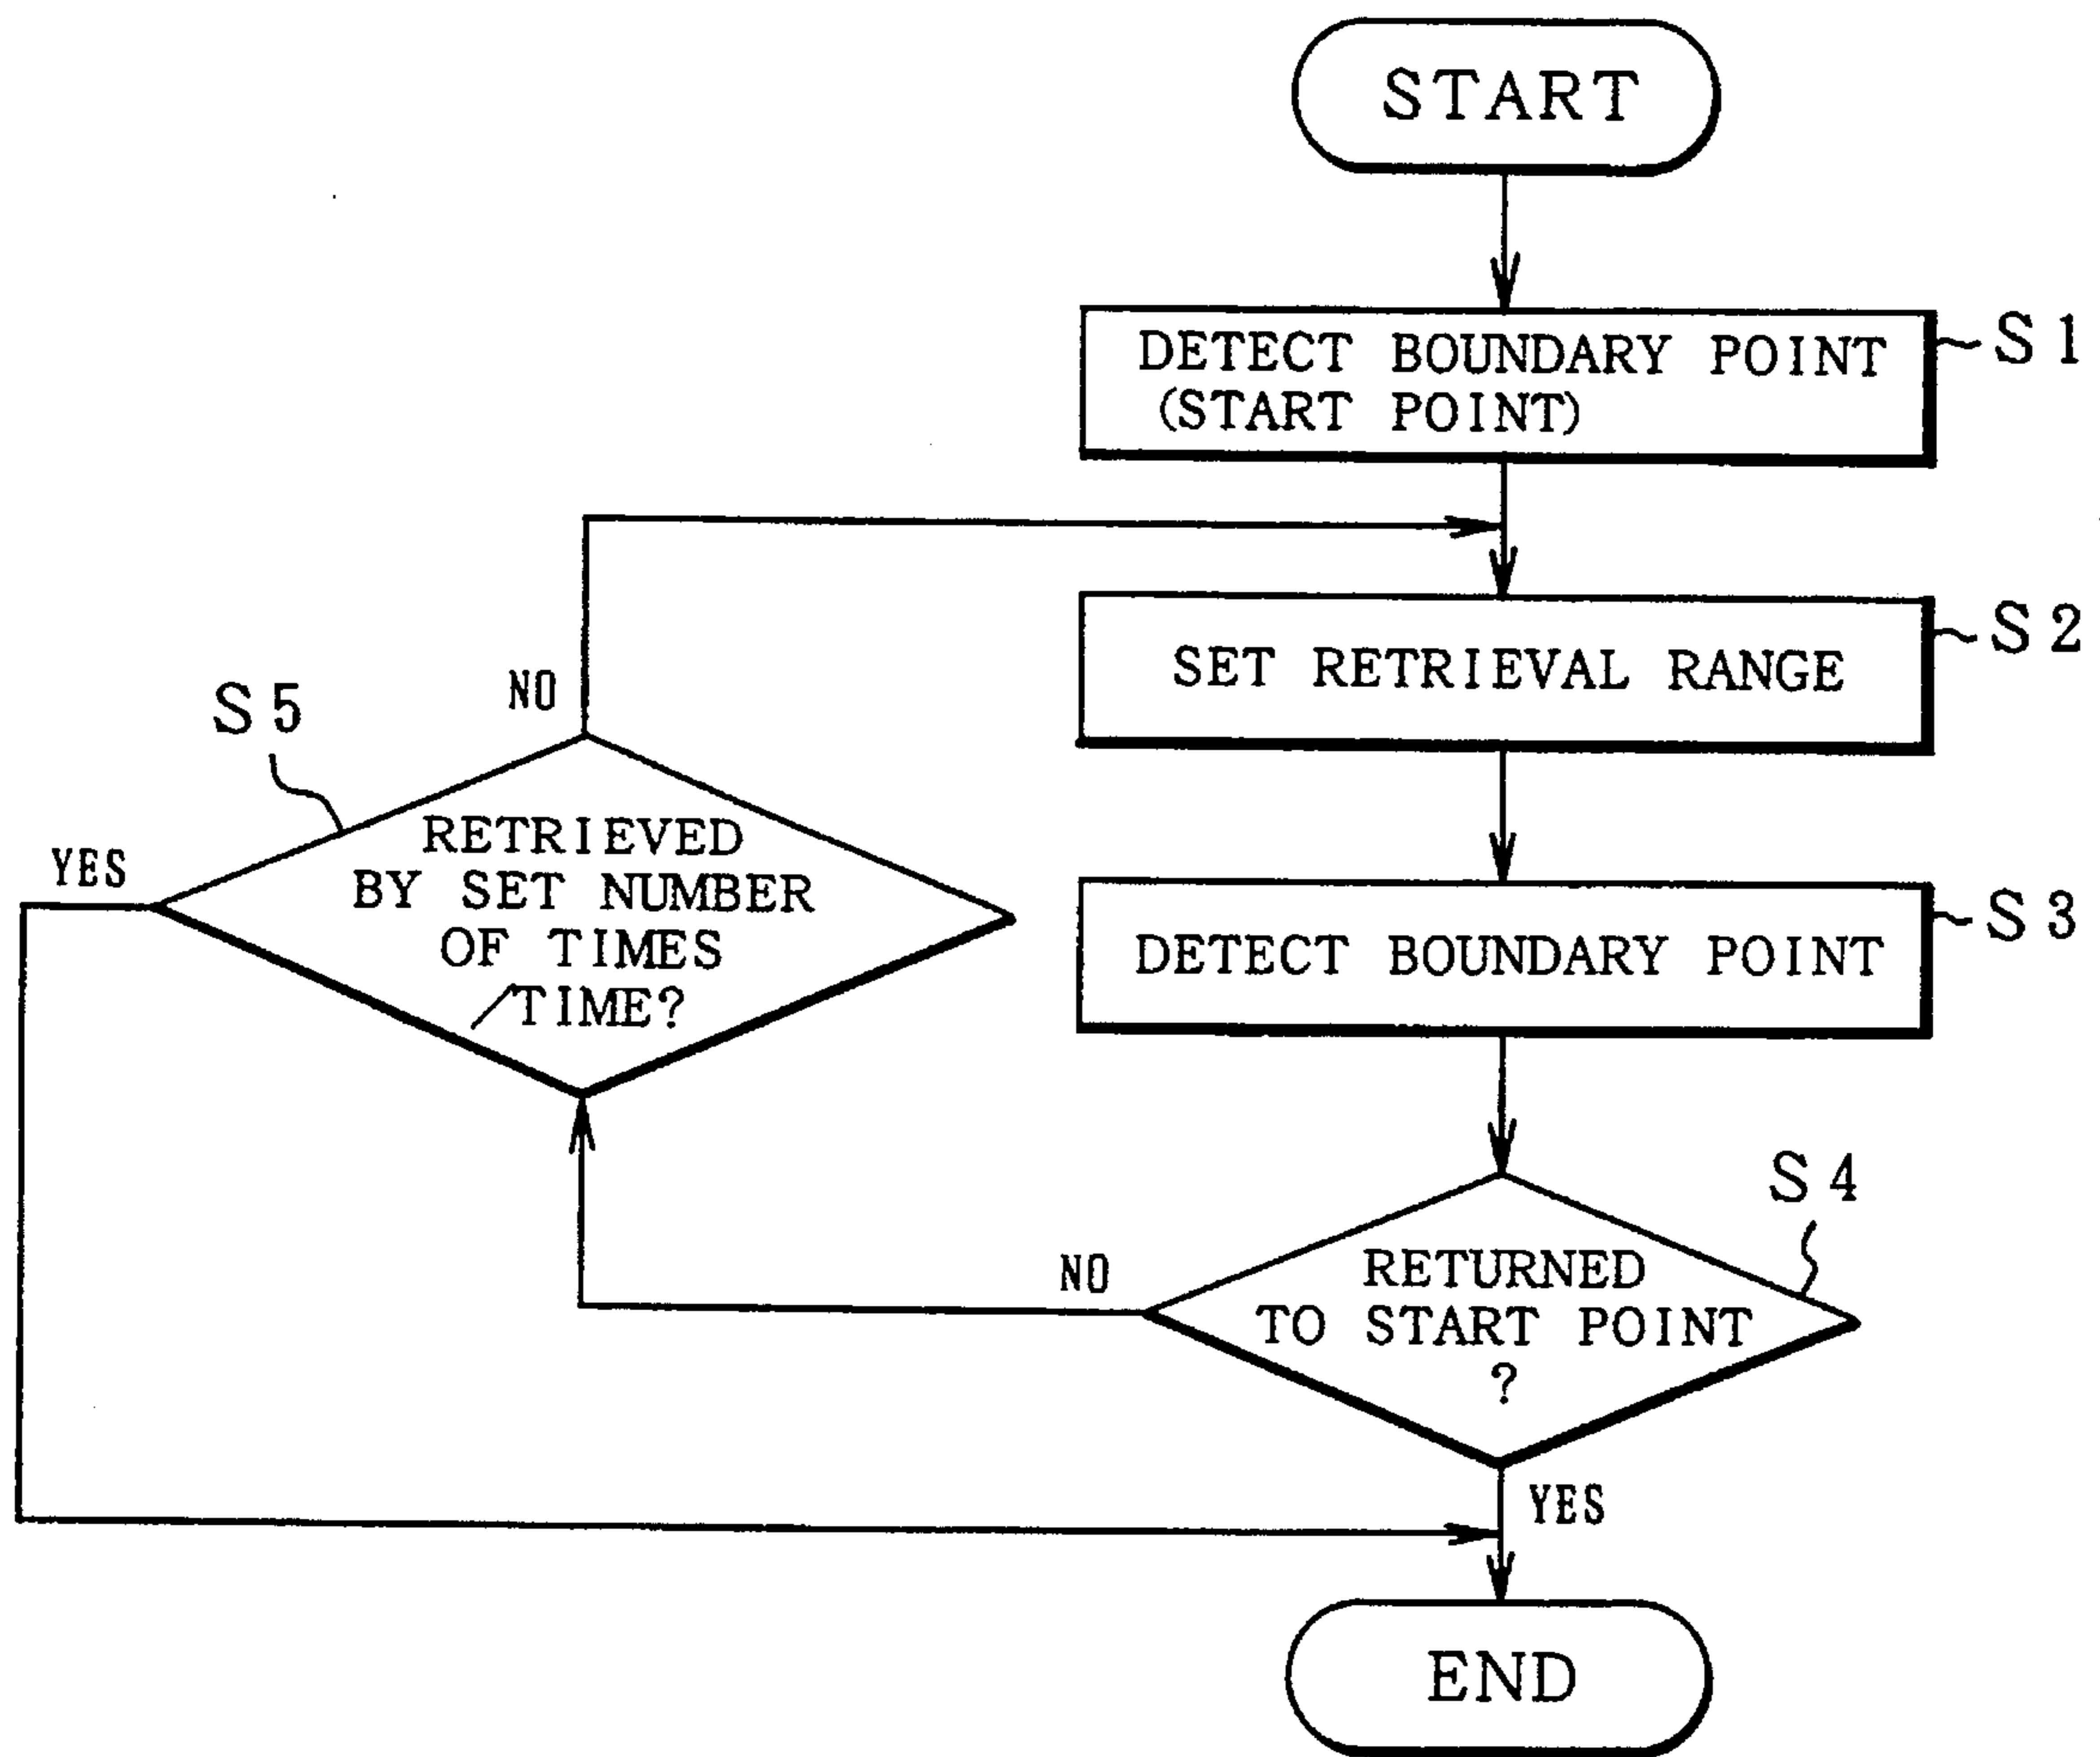 START
DETECT BOUNDARY POINT
(START POINT)
S1
SET RETRIEVAL RANGE
S2
NO
S5
RETRIEVED
BY SET NUMBER
OF TIMES
/TIME?
YES
DETECT BOUNDARY POINT
S3
S4
RETURNED
TO START POINT
?
NO
YES
END